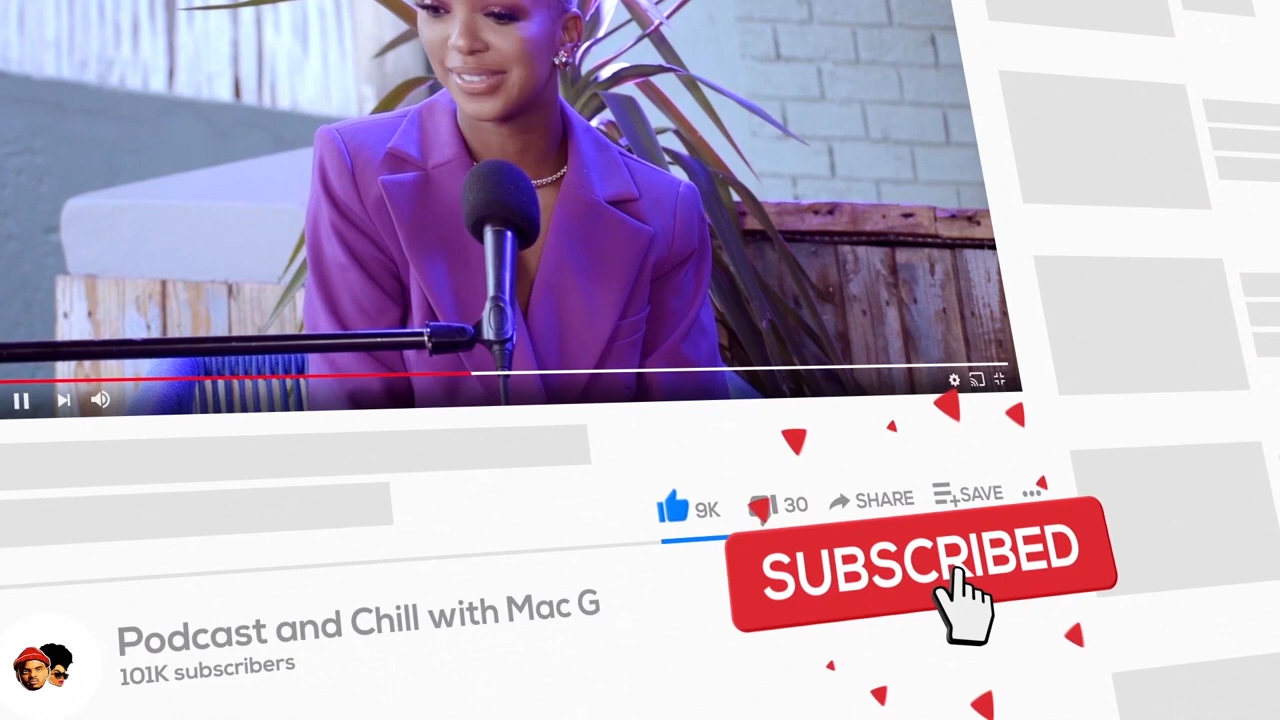 9K 30 SHARE SAVE
SUBSCRIBED
Podcast and Chill with Mac G
101K subscribers